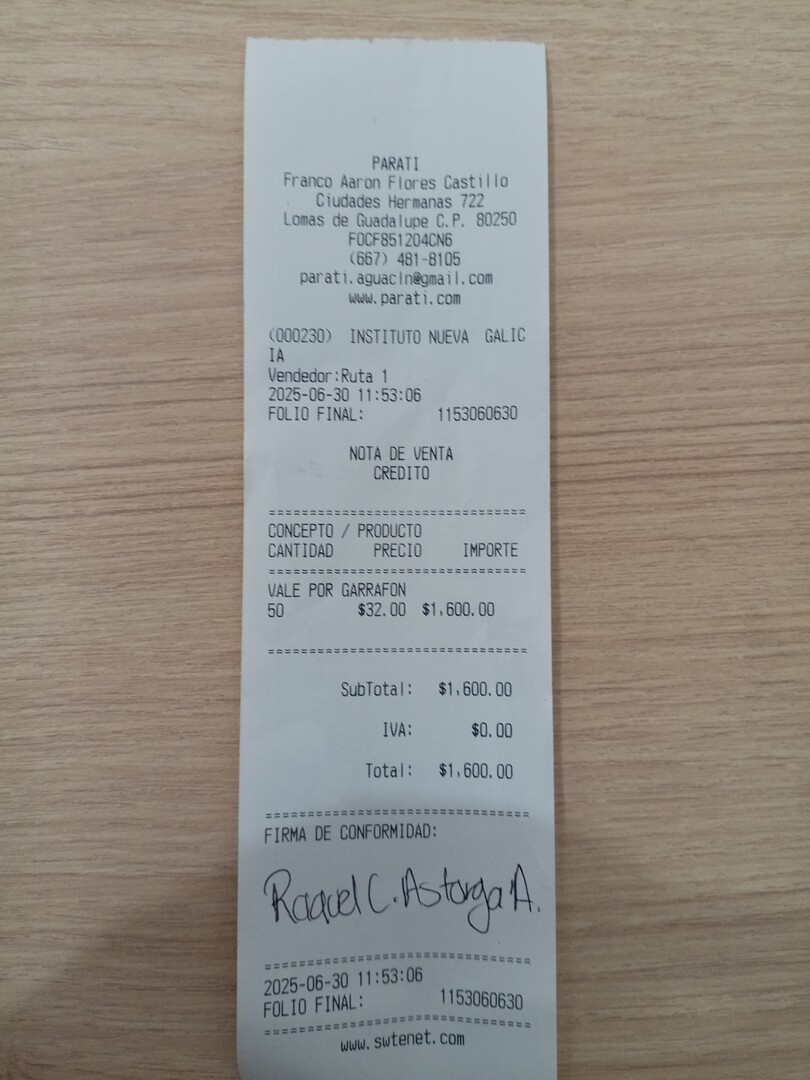 PARATI
Franco Aaron Flores Castillo
Ciudades Hermanas 722
Lomas de Guadalupe C.P. 80250
FOCF851204CN6
(667) 481-8105
parati.aguacln@gmail.com
www.parati.com
(000230) INSTITUTO NUEVA GALIC
IA
Vendedor:Ruta 1
2025-06-30 11:53:06
FOLIO FINAL: 1153060630
NOTA DE VENTA
CREDITO
==============================
CONCEPTO / PRODUCTO
CANTIDAD PRECIO IMPORTE
==============================
VALE POR GARRAFON
50 $32.00 $1,600.00
==============================
SubTotal: $1,600.00
IVA: $0.00
Total: $1,600.00
==============================
FIRMA DE CONFORMIDAD:
Raquel C. Astorga A.
==============================
2025-06-30 11:53:06
FOLIO FINAL: 1153060630
==============================
www.swtenet.com